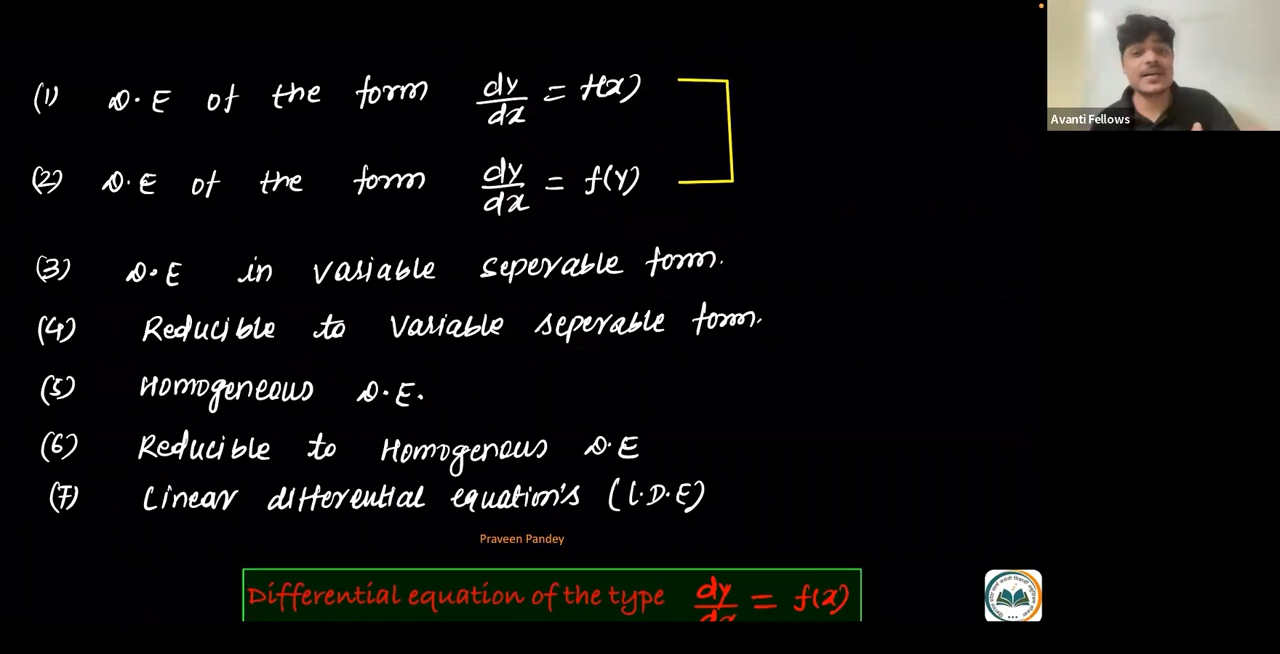 (1) D.E of the form dy/dx = f(x)
(2) D.E of the form dy/dx = f(y)
(3) D.E in variable seperable form.
(4) Reducible to variable seperable form.
(5) Homogeneous D.E.
(6) Reducible to Homogenous D.E
(7) Linear differential equation's (L.D.E)
Praveen Pandey
Differential equation of the type dy/dx = f(x)
Avanti Fellows